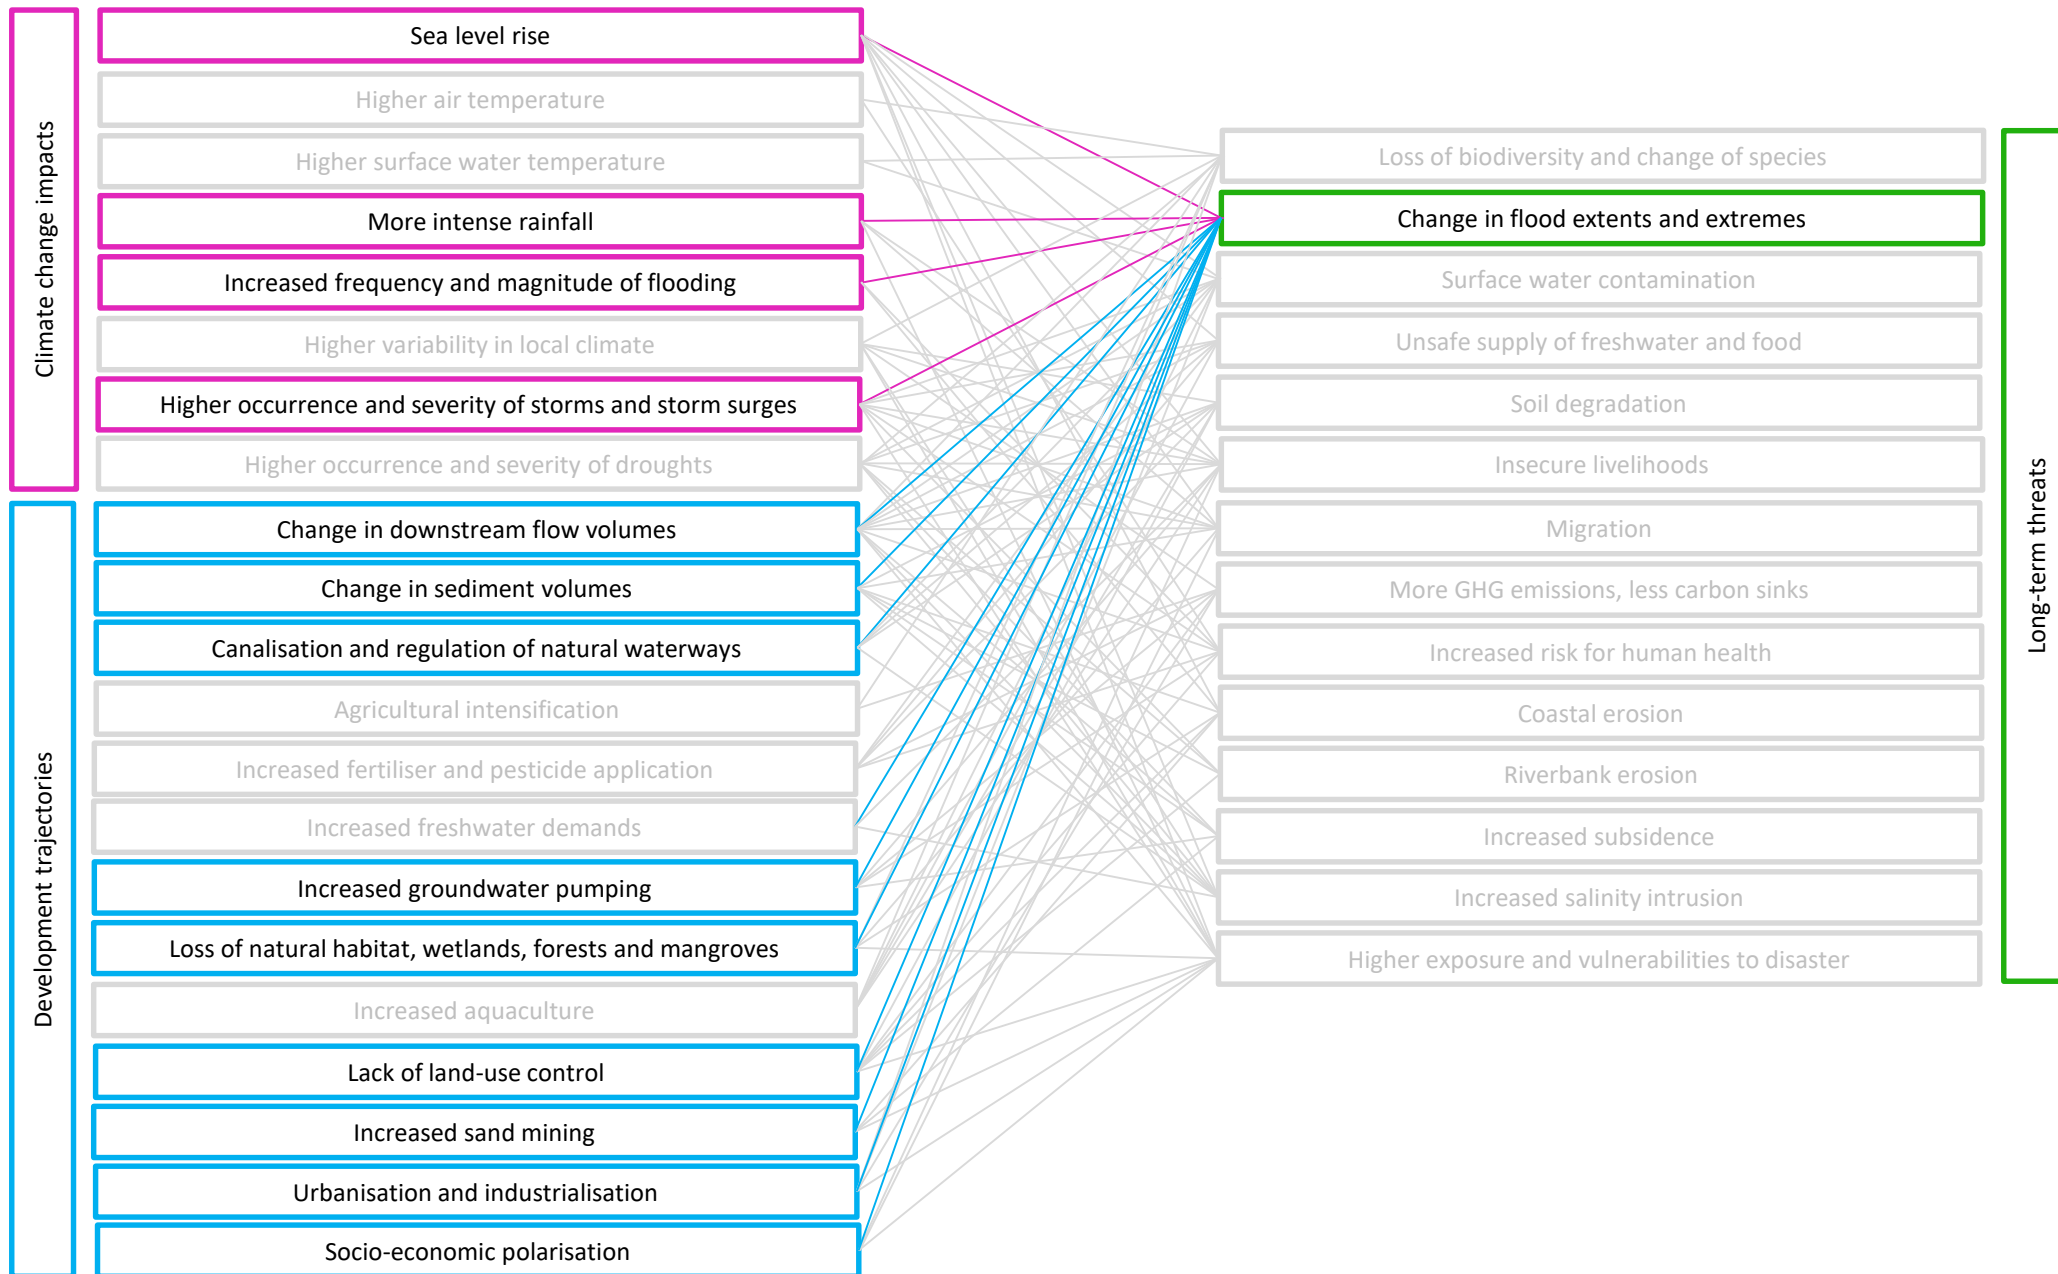 Climate change impacts
Sea level rise
Higher air temperature
Higher surface water temperature
More intense rainfall
Increased frequency and magnitude of flooding
Higher variability in local climate
Higher occurrence and severity of storms and storm surges
Higher occurrence and severity of droughts
Development trajectories
Change in downstream flow volumes
Change in sediment volumes
Canalisation and regulation of natural waterways
Agricultural intensification
Increased fertiliser and pesticide application
Increased freshwater demands
Increased groundwater pumping
Loss of natural habitat, wetlands, forests and mangroves
Increased aquaculture
Lack of land-use control
Increased sand mining
Urbanisation and industrialisation
Socio-economic polarisation
Loss of biodiversity and change of species
Change in flood extents and extremes
Surface water contamination
Unsafe supply of freshwater and food
Soil degradation
Insecure livelihoods
Migration
More GHG emissions, less carbon sinks
Increased risk for human health
Coastal erosion
Riverbank erosion
Increased subsidence
Increased salinity intrusion
Higher exposure and vulnerabilities to disaster
Long-term threats